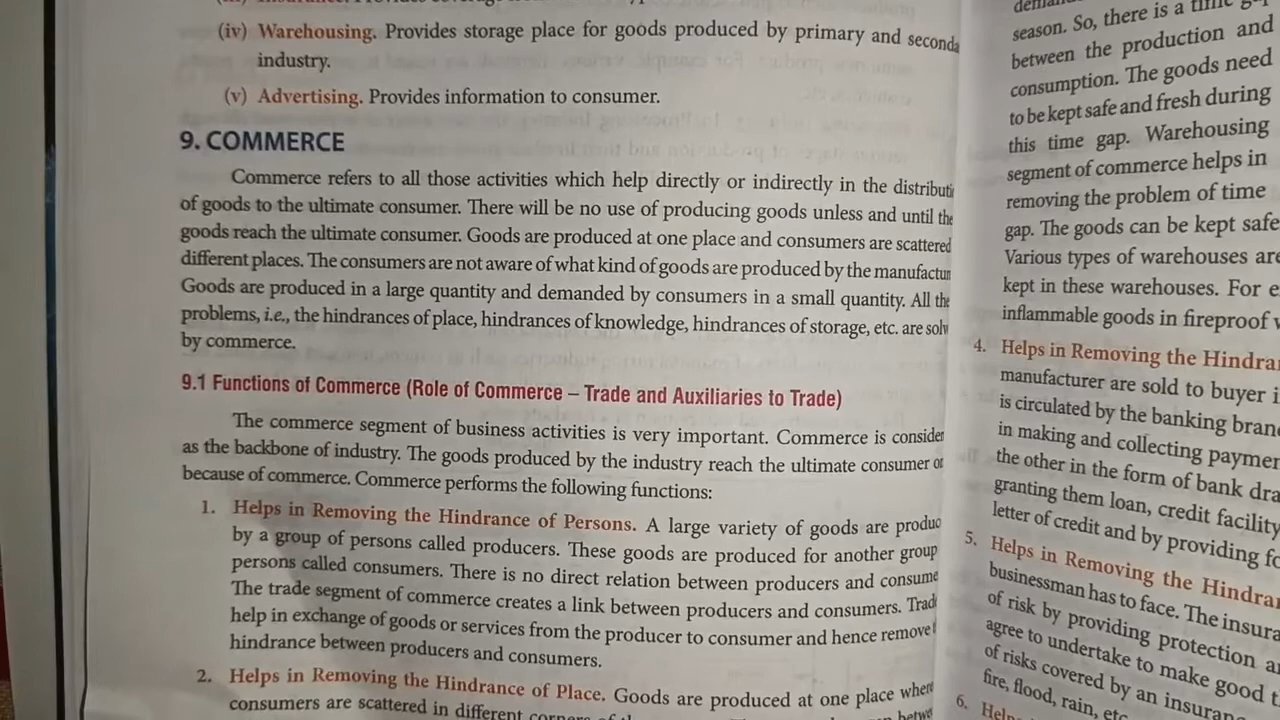 (iv) Warehousing. Provides storage place for goods produced by primary and seconda
industry.
(v) Advertising. Provides information to consumer.
9. COMMERCE
Commerce refers to all those activities which help directly or indirectly in the distributi
of goods to the ultimate consumer. There will be no use of producing goods unless and until the
goods reach the ultimate consumer. Goods are produced at one place and consumers are scattered
different places. The consumers are not aware of what kind of goods are produced by the manufactur
Goods are produced in a large quantity and demanded by consumers in a small quantity. All the
problems, i.e., the hindrances of place, hindrances of knowledge, hindrances of storage, etc. are solv
by commerce.
9.1 Functions of Commerce (Role of Commerce – Trade and Auxiliaries to Trade)
The commerce segment of business activities is very important. Commerce is consider
as the backbone of industry. The goods produced by the industry reach the ultimate consumer
because of commerce. Commerce performs the following functions:
1. Helps in Removing the Hindrance of Persons. A large variety of goods are produc
by a group of persons called producers. These goods are produced for another group
persons called consumers. There is no direct relation between producers and consume
The trade segment of commerce creates a link between producers and consumers. Trad
help in exchange of goods or services from the producer to consumer and hence remove
hindrance between producers and consumers.
2. Helps in Removing the Hindrance of Place. Goods are produced at one place where
consumers are scattered in different
season. So, there is a time
between the production and
consumption. The goods need
to be kept safe and fresh during
this time gap. Warehousing
segment of commerce helps in
removing the problem of time
gap. The goods can be kept safe
Various types of warehouses are
kept in these warehouses. For e
inflammable goods in fireproof
4. Helps in Removing the Hindra
manufacturer are sold to buyer i
is circulated by the banking bran
in making and collecting paymen
the other in the form of bank dra
granting them loan, credit facility
letter of credit and by providing fo
5. Helps in Removing the Hindra
businessman has to face. The insura
of risk by providing protection a
agree to undertake to make good t
of risks covered by an insuran
fire, flood, rain, etc
6. Help